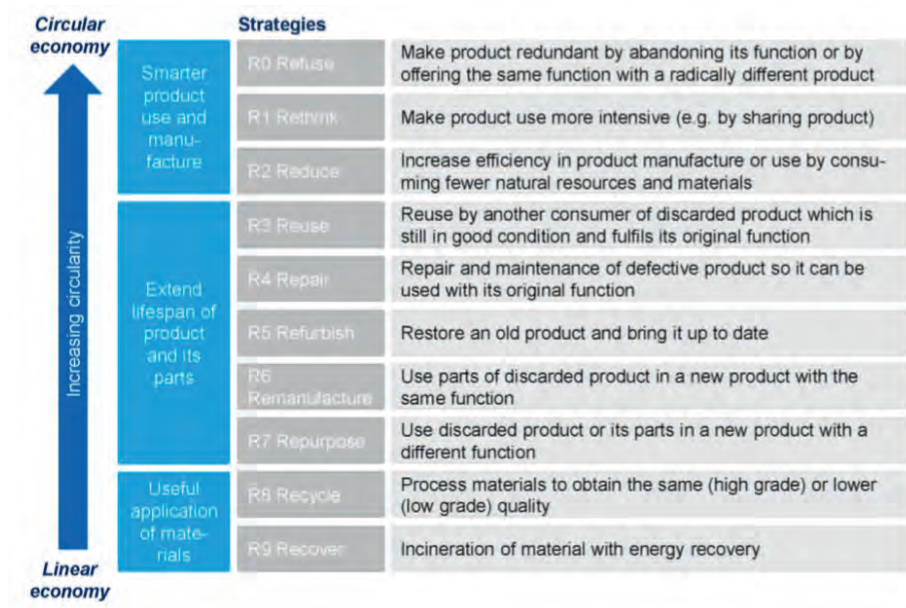 Circular
economy
Strategies
Increasing circularity
Smarter
product
use and
manu-
facture
R0 Refuse
Make product redundant by abandoning its function or by
offering the same function with a radically different product
R1 Rethink
Make product use more intensive (e.g. by sharing product)
R2 Reduce
Increase efficiency in product manufacture or use by consu-
ming fewer natural resources and materials
Extend
lifespan of
product
and its
parts
R3 Reuse
Reuse by another consumer of discarded product which is
still in good condition and fulfils its original function
R4 Repair
Repair and maintenance of defective product so it can be
used with its original function
R5 Refurbish
Restore an old product and bring it up to date
R6
Remanufacture
Use parts of discarded product in a new product with the
same function
R7 Repurpose
Use discarded product or its parts in a new product with a
different function
Useful
application
of mate-
rials
R8 Recycle
Process materials to obtain the same (high grade) or lower
(low grade) quality
R9 Recover
Incineration of material with energy recovery
Linear
economy